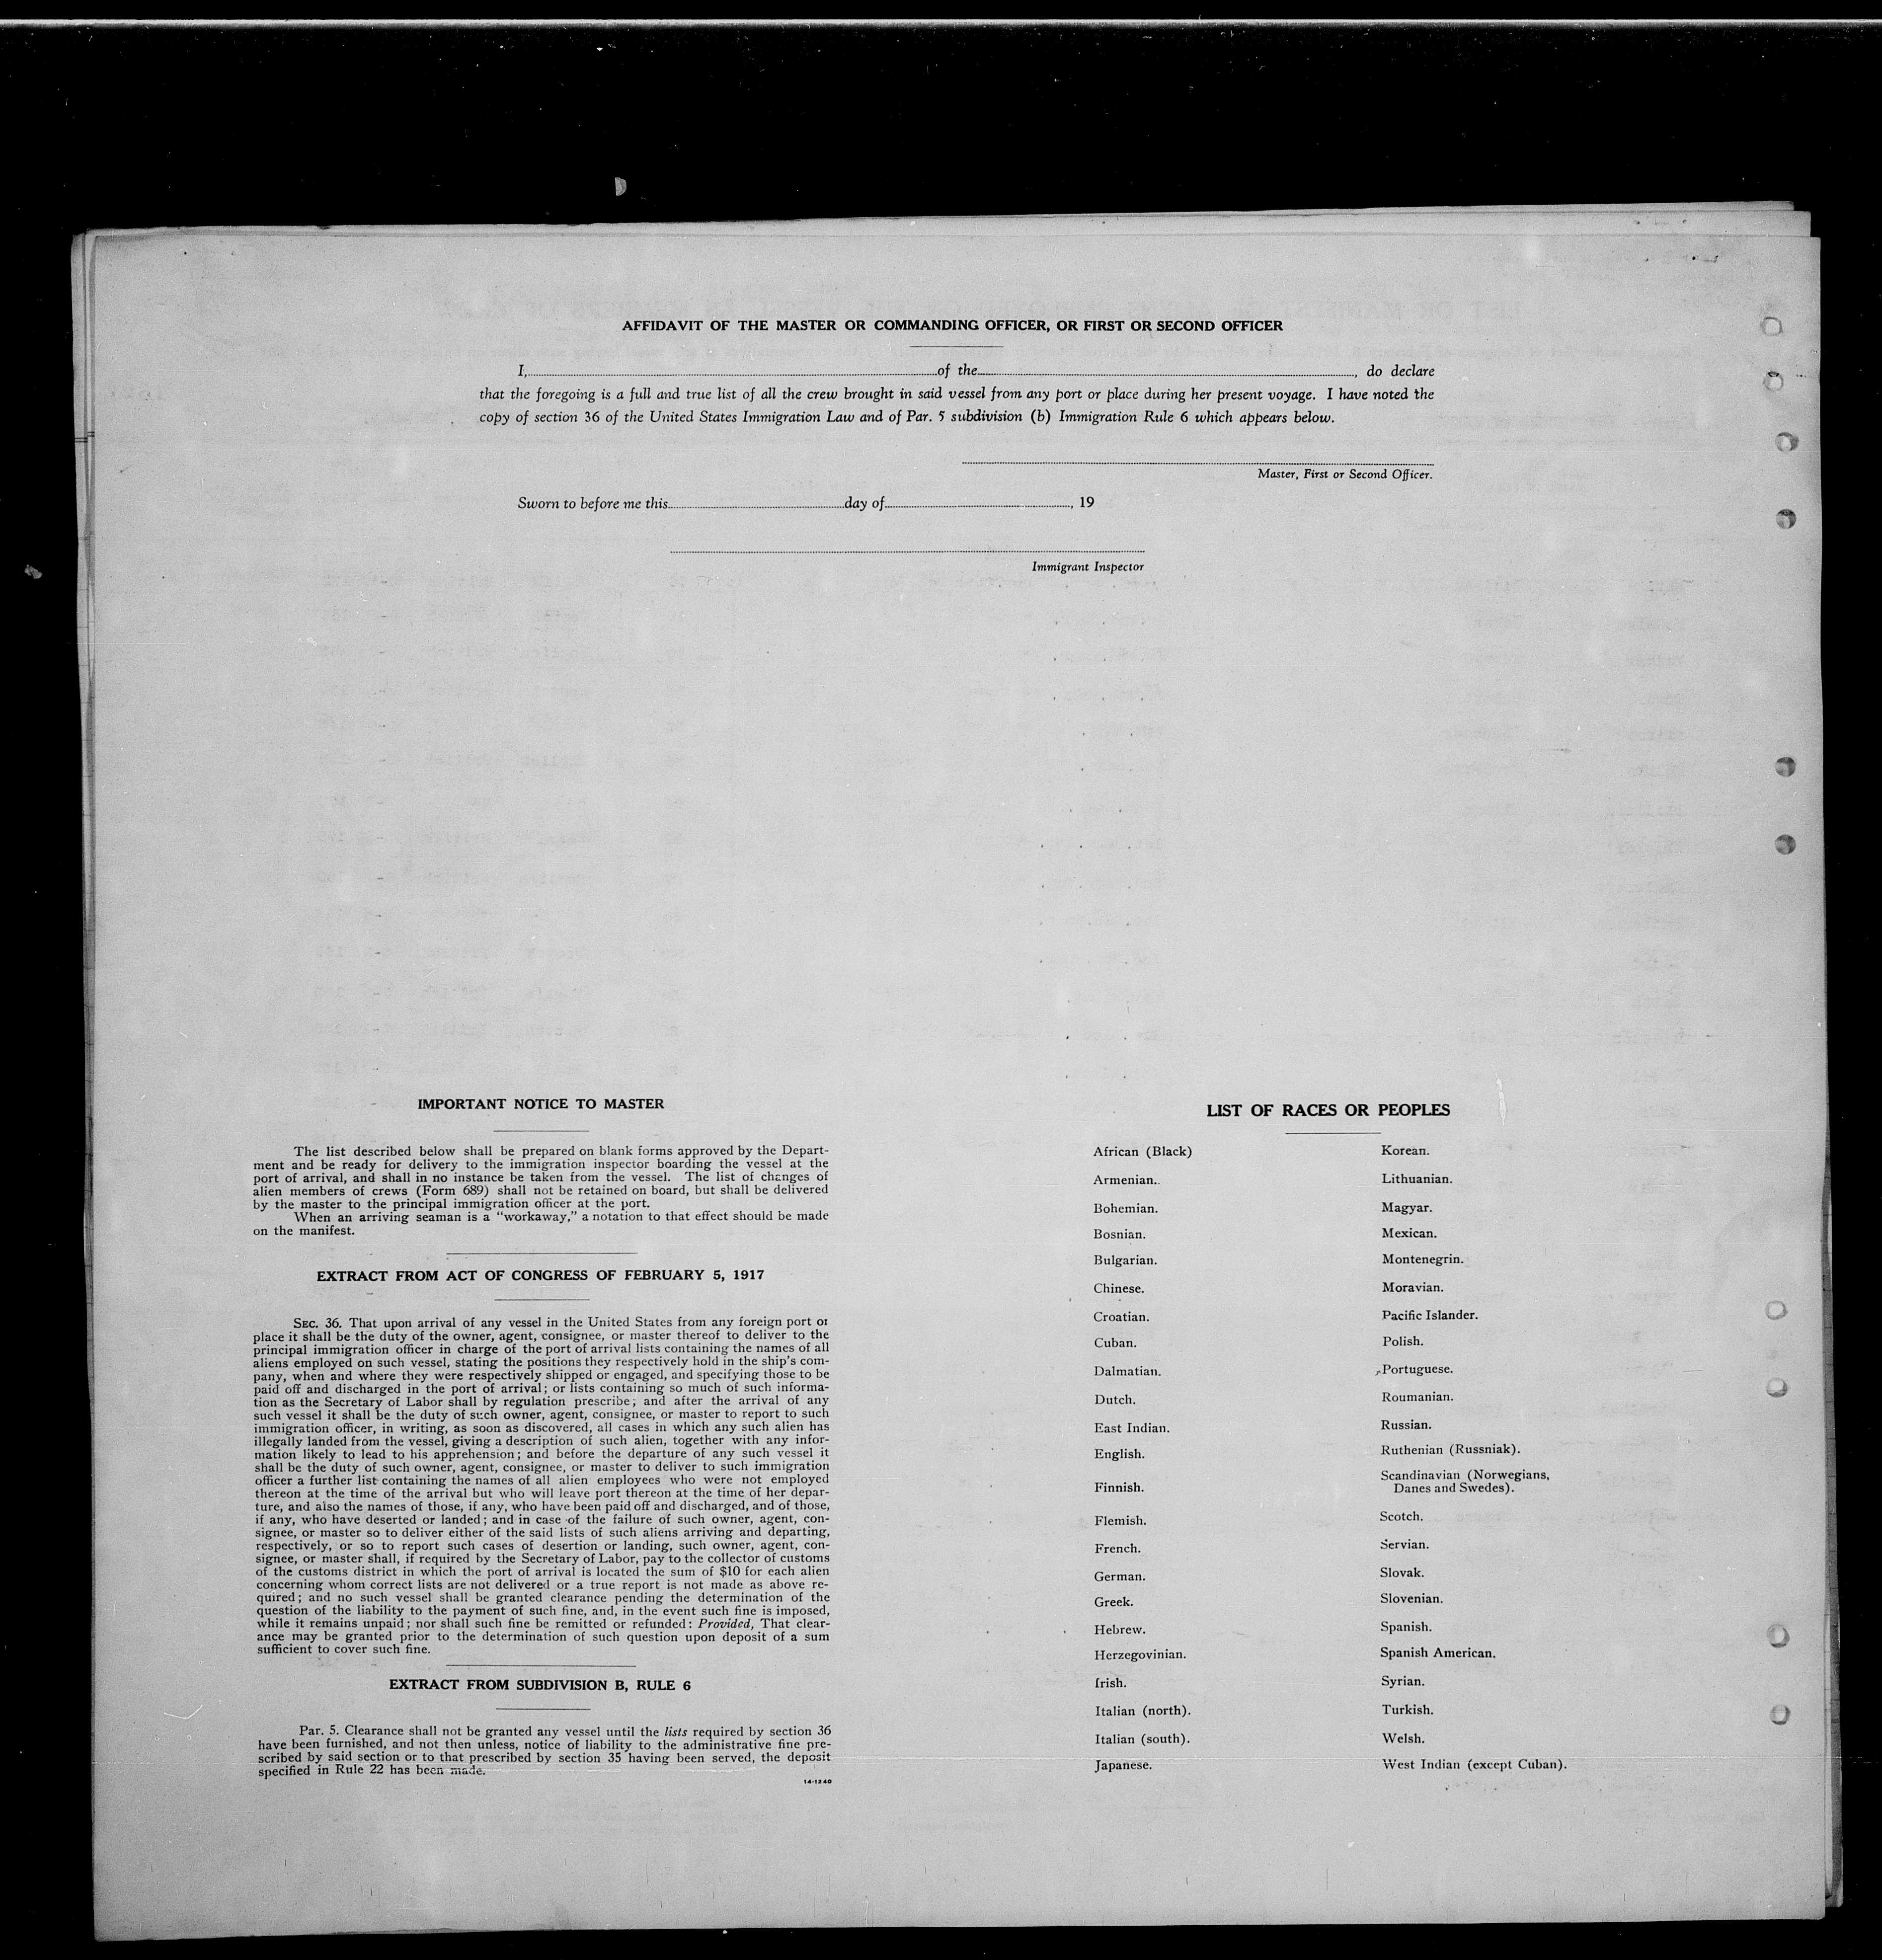 AFFIDAVIT OF THE MASTER OR COMMANDING OFFICER, OR FIRST OR SECOND OFFICER
I, of the , do declare
that the foregoing is a full and true list of all the crew brought in said vessel from any port or place during her present voyage. I have noted the
copy of section 36 of the United States Immigration Law and of Par. 5 subdivision (b) Immigration Rule 6 which appears below.
Master, First or Second Officer.
Sworn to before me this day of , 19
Immigrant Inspector
IMPORTANT NOTICE TO MASTER
The list described below shall be prepared on blank forms approved by the Depart-
ment and be ready for delivery to the immigration inspector boarding the vessel at the
port of arrival, and shall in no instance be taken from the vessel. The list of changes of
alien members of crews (Form 689) shall not be retained on board, but shall be delivered
by the master to the principal immigration officer at the port.
When an arriving seaman is a "workaway," a notation to that effect should be made
on the manifest.
EXTRACT FROM ACT OF CONGRESS OF FEBRUARY 5, 1917
SEC. 36. That upon arrival of any vessel in the United States from any foreign port or
place it shall be the duty of the owner, agent, consignee, or master thereof to deliver to the
principal immigration officer in charge of the port of arrival lists containing the names of all
aliens employed on such vessel, stating the positions they respectively hold in the ship's com-
pany, when and where they were respectively shipped or engaged, and specifying those to be
paid off and discharged in the port of arrival; or lists containing so much of such informa-
tion as the Secretary of Labor shall by regulation prescribe; and after the arrival of any
such vessel it shall be the duty of such owner, agent, consignee, or master to report to such
immigration officer, in writing, as soon as discovered, all cases in which any such alien has
illegally landed from the vessel, giving a description of such alien, together with any infor-
mation likely to lead to his apprehension; and before the departure of any such vessel it
shall be the duty of such owner, agent, consignee, or master to deliver to such immigration
officer a further list containing the names of all alien employees who were not employed
thereon at the time of the arrival but who will leave port thereon at the time of her depar-
ture, and also the names of those, if any, who have been paid off and discharged, and of those,
if any, who have deserted or landed; and in case of the failure of such owner, agent, con-
signee, or master so to deliver either of the said lists of such aliens arriving and departing,
respectively, or so to report such cases of desertion or landing, such owner, agent, con-
signee, or master shall, if required by the Secretary of Labor, pay to the collector of customs
of the customs district in which the port of arrival is located the sum of $10 for each alien
concerning whom correct lists are not delivered or a true report is not made as above re-
quired; and no such vessel shall be granted clearance pending the determination of the
question of the liability to the payment of such fine, and, in the event such fine is imposed,
while it remains unpaid; nor shall such fine be remitted or refunded: Provided, That clear-
ance may be granted prior to the determination of such question upon deposit of a sum
sufficient to cover such fine.
EXTRACT FROM SUBDIVISION B, RULE 6
Par. 5. Clearance shall not be granted any vessel until the lists required by section 36
have been furnished, and not then unless, notice of liability to the administrative fine pre-
scribed by said section or to that prescribed by section 35 having been served, the deposit
specified in Rule 22 has been made.
14-1240
LIST OF RACES OR PEOPLES
African (Black)
Armenian.
Bohemian.
Bosnian.
Bulgarian.
Chinese.
Croatian.
Cuban.
Dalmatian.
Dutch.
East Indian.
English.
Finnish.
Flemish.
French.
German.
Greek.
Hebrew.
Herzegovinian.
Irish.
Italian (north).
Italian (south).
Japanese.
Korean.
Lithuanian.
Magyar.
Mexican.
Montenegrin.
Moravian.
Pacific Islander.
Polish.
Portuguese.
Roumanian.
Russian.
Ruthenian (Russniak).
Scandinavian (Norwegians,
Danes and Swedes).
Scotch.
Servian.
Slovak.
Slovenian.
Spanish.
Spanish American.
Syrian.
Turkish.
Welsh.
West Indian (except Cuban).